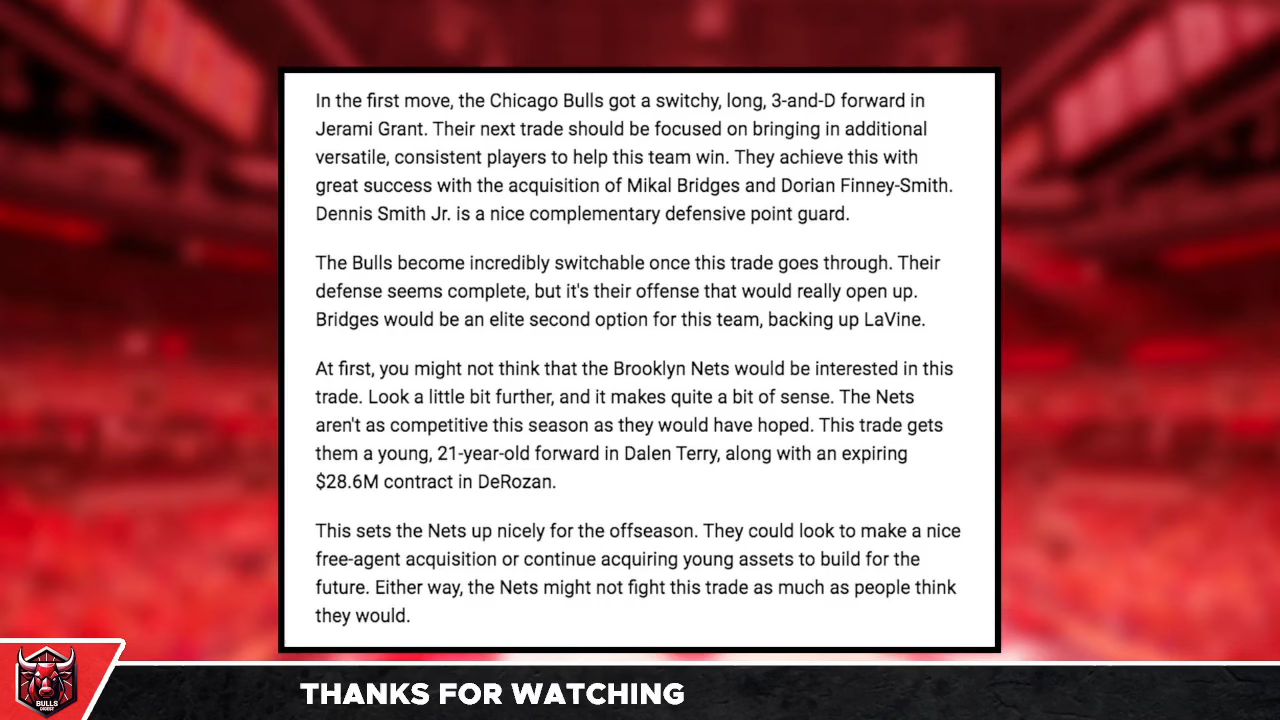 In the first move, the Chicago Bulls got a switchy, long, 3-and-D forward in
Jerami Grant. Their next trade should be focused on bringing in additional
versatile, consistent players to help this team win. They achieve this with
great success with the acquisition of Mikal Bridges and Dorian Finney-Smith.
Dennis Smith Jr. is a nice complementary defensive point guard.
The Bulls become incredibly switchable once this trade goes through. Their
defense seems complete, but it's their offense that would really open up.
Bridges would be an elite second option for this team, backing up LaVine.
At first, you might not think that the Brooklyn Nets would be interested in this
trade. Look a little bit further, and it makes quite a bit of sense. The Nets
aren't as competitive this season as they would have hoped. This trade gets
them a young, 21-year-old forward in Dalen Terry, along with an expiring
$28.6M contract in DeRozan.
This sets the Nets up nicely for the offseason. They could look to make a nice
free-agent acquisition or continue acquiring young assets to build for the
future. Either way, the Nets might not fight this trade as much as people think
they would.
BULLS
DIGEST
THANKS FOR WATCHING